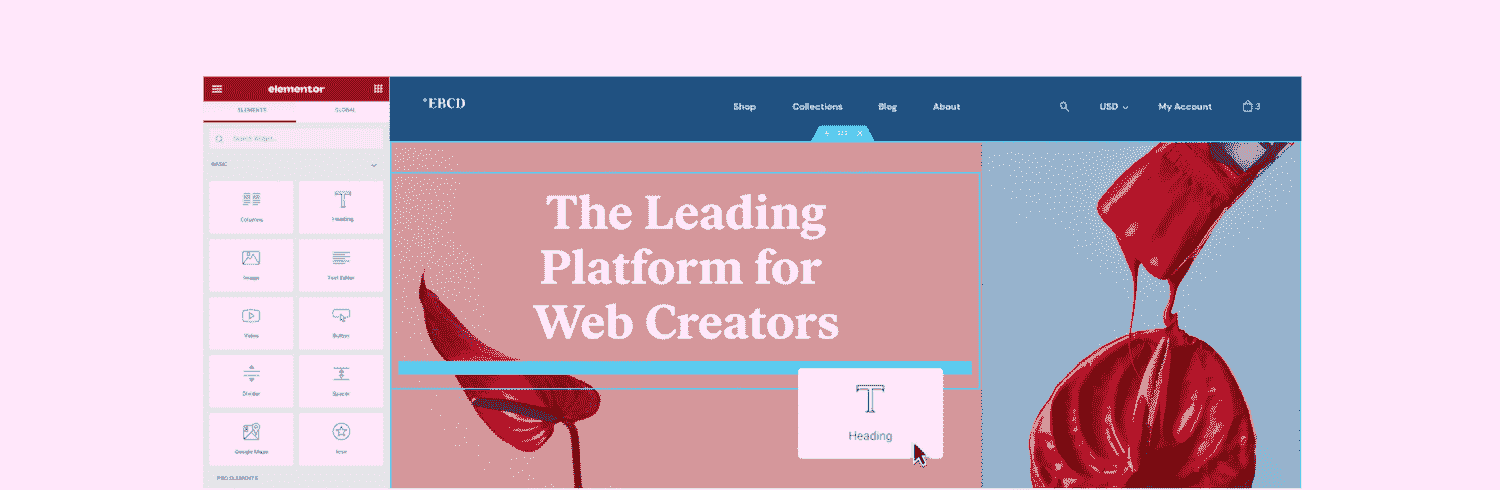 elementor
ELEMENTS GLOBAL
Search Widget...
BASIC
Columns Heading
Image Text Editor
Video Button
Divider Spacer
Google Maps Icon
PRO ELEMENTS
°EBCD
Shop Collections Blog About
USD My Account 3
The Leading
Platform for
Web Creators
Heading